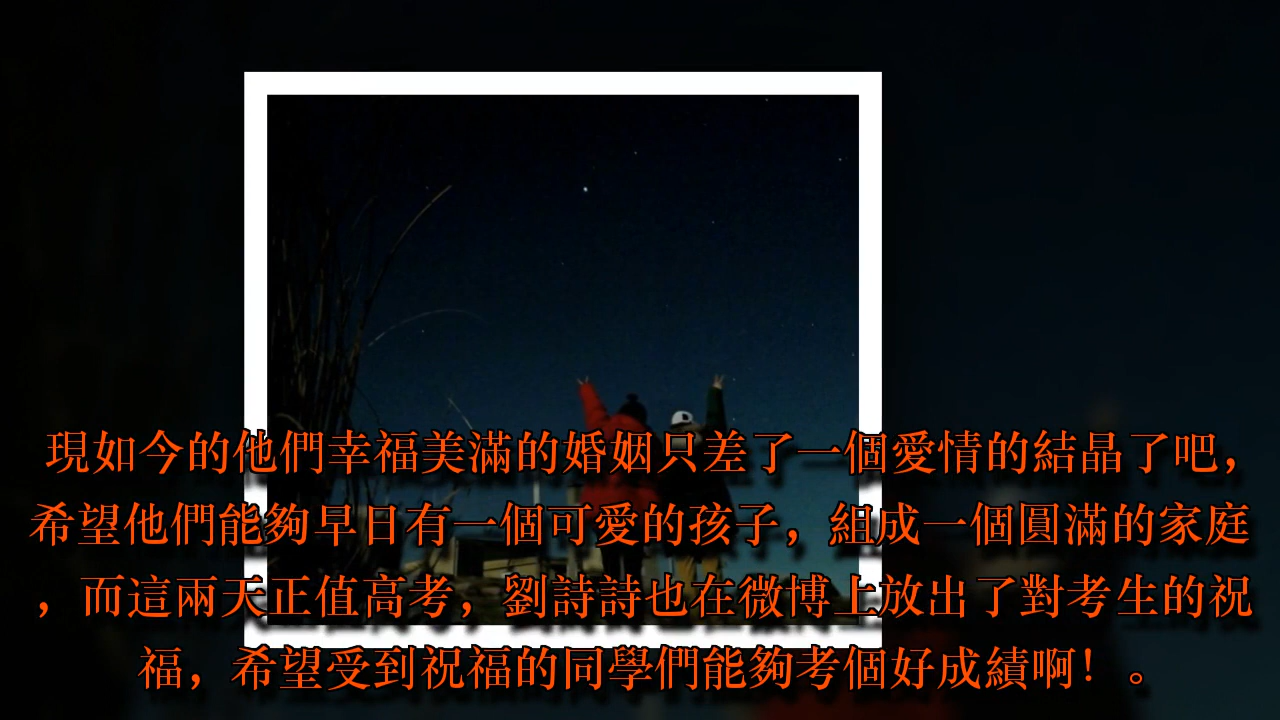 現如今的他們幸福美滿的婚姻只差了一個愛情的結晶了吧，
希望他們能夠早日有一個可愛的孩子，組成一個圓滿的家庭
，而這兩天正值高考，劉詩詩也在微博上放出了對考生的祝
福，希望受到祝福的同學們能夠考個好成績啊！。